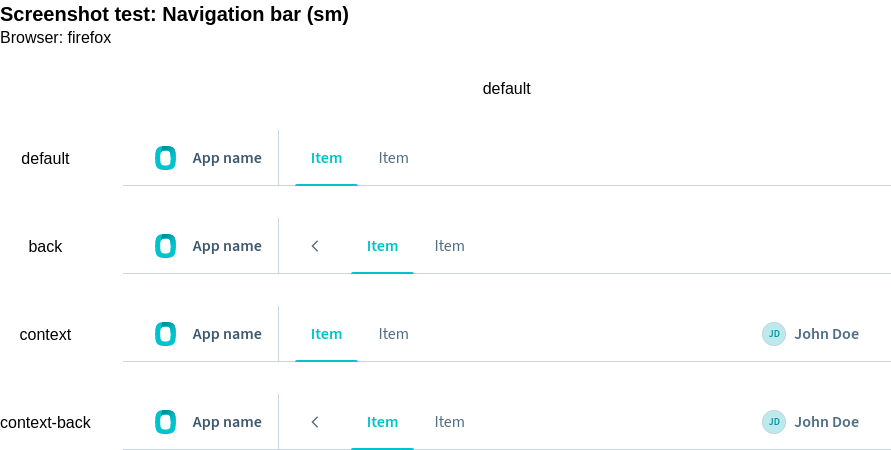 Screenshot test: Navigation bar (sm)
Browser: firefox
default
default App name Item Item
back App name Item Item
context App name Item Item JD John Doe
context-back App name Item Item JD John Doe